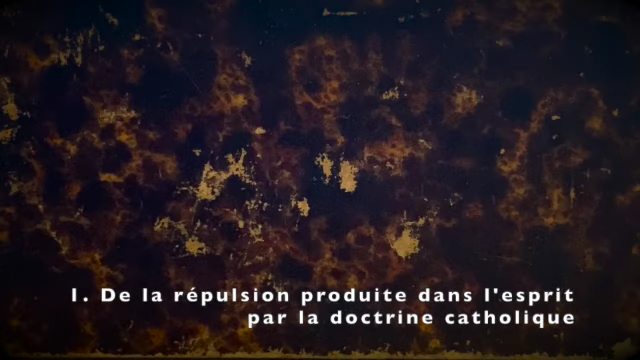 1. De la répulsion produite dans l'esprit
par la doctrine catholique